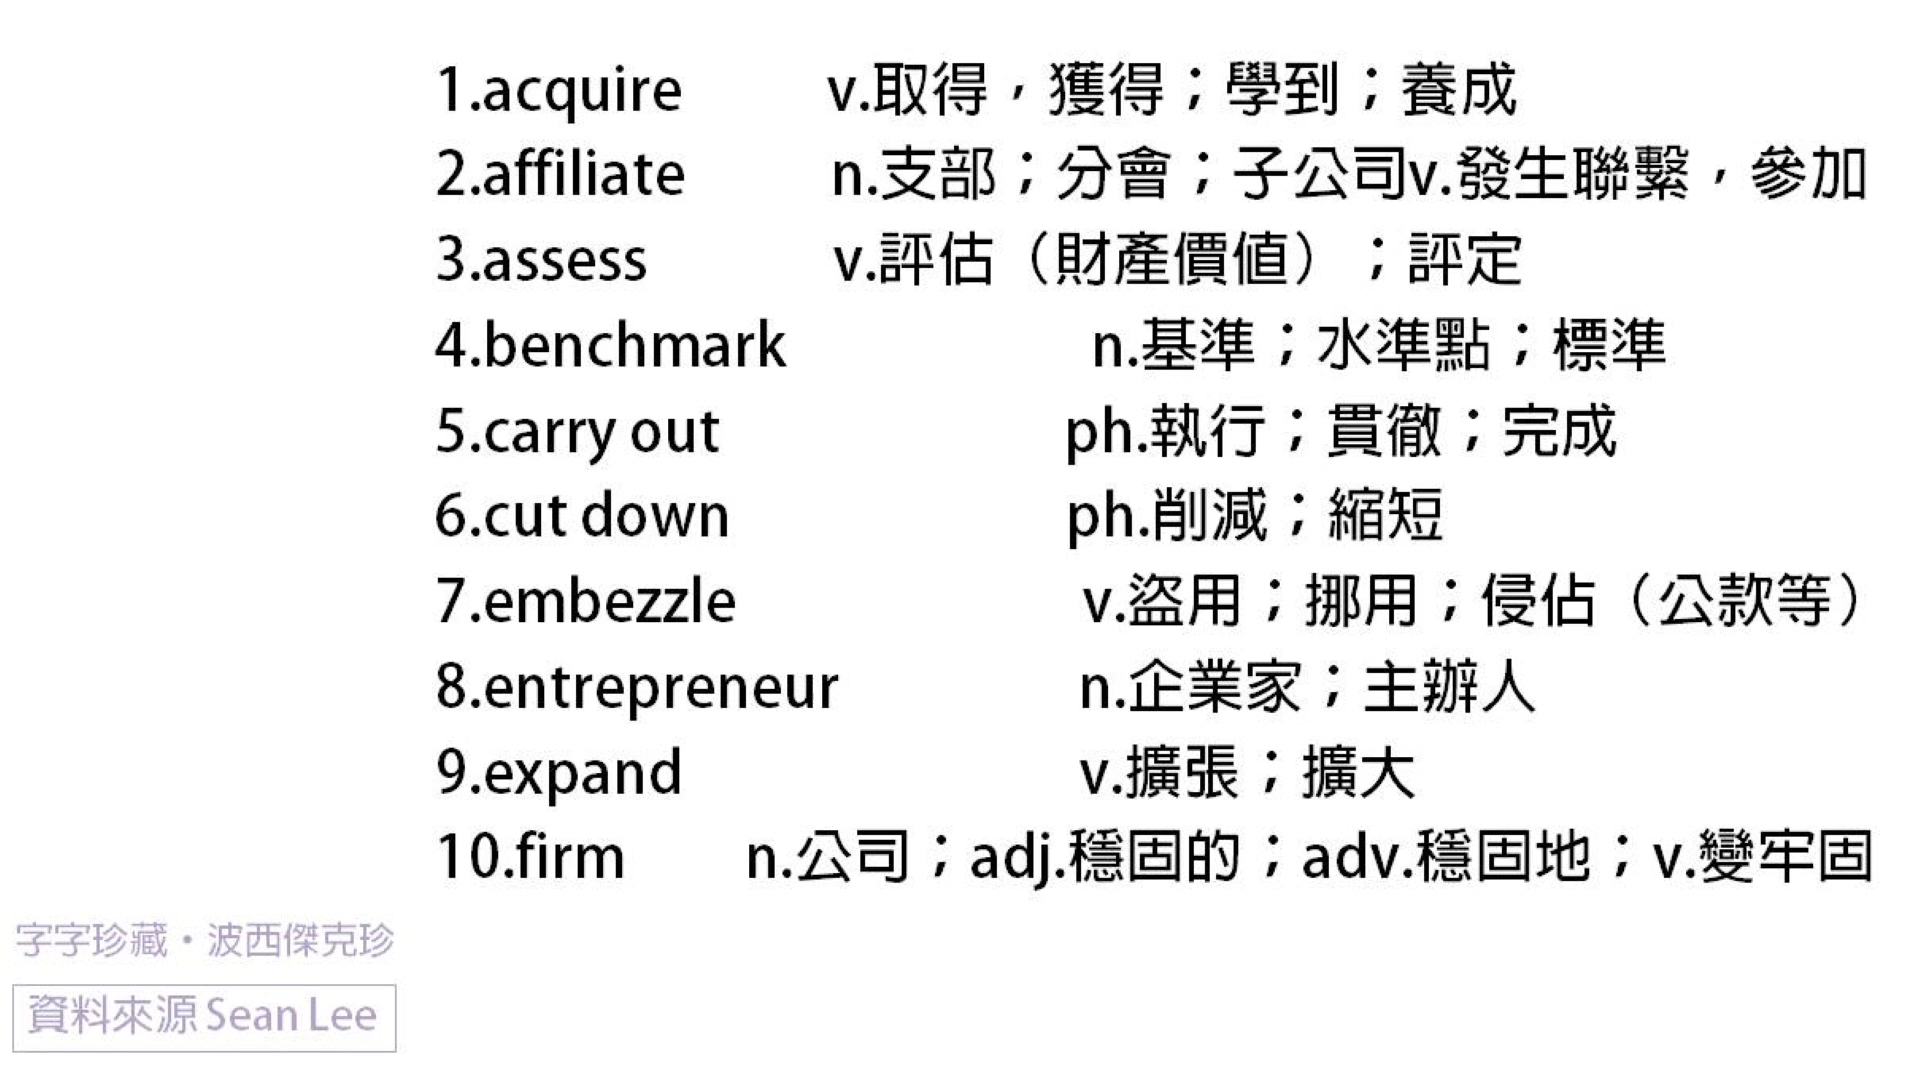 1.acquire v.取得，獲得；學到；養成
2.affiliate n.支部；分會；子公司v.發生聯繫，參加
3.assess v.評估（財產價值）；評定
4.benchmark n.基準；水準點；標準
5.carry out ph.執行；貫徹；完成
6.cut down ph.削減；縮短
7.embezzle v.盜用；挪用；侵佔（公款等）
8.entrepreneur n.企業家；主辦人
9.expand v.擴張；擴大
10.firm n.公司；adj.穩固的；adv.穩固地；v.變牢固
字字珍藏・波西傑克珍
資料來源 Sean Lee